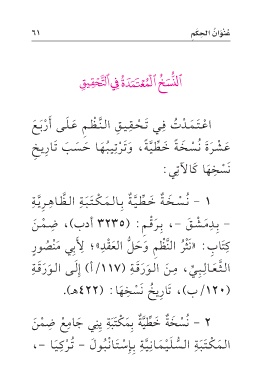 عُنْوَانُ الحِكَمِ
٦١
النُّسَخُ الْمُعْتَمَدَةُ فِي التَّحْقِيقِ
اعْتَمَدْتُ فِي تَحْقِيقِ النَّظْمِ عَلَى أَرْبَعَ
عَشْرَةَ نُسْخَةً خَطِّيَّةً، وَتَرْتِيبُهَا حَسَبَ تَارِيخِ
نَسْخِهَا كَالآتِي:
١ - نُسْخَةٌ خَطِّيَّةٌ بِالمَكْتَبَةِ الظَّاهِرِيَّةِ
- بِدِمَشْقَ -، بِرَقْمِ: (٣٢٣٥ أدب)، ضِمْنَ
كِتَابِ: «نَثْرُ النَّظْمِ وَحَلُّ العَقْدِ»؛ لِأَبِي مَنْصُورٍ
الثَّعَالِبِيِّ، مِنَ الوَرَقَةِ (١١٧/ أ) إِلَى الوَرَقَةِ
(١٢٠/ ب)، تَارِيخُ نَسْخِهَا: (٤٢٢هـ).
٢ - نُسْخَةٌ خَطِّيَّةٌ بِمَكْتَبَةِ يِنِي جَامِعْ ضِمْنَ
المَكْتَبَةِ السُّلَيْمَانِيَّةِ بِإِسْتَانْبُولَ - تُرْكِيَا -،